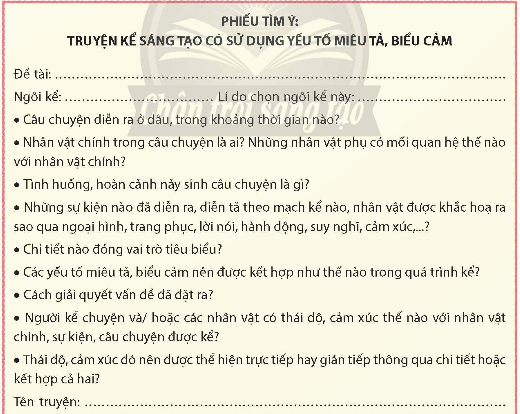 PHIẾU TÌM Ý:
TRUYỆN KỂ SÁNG TẠO CÓ SỬ DỤNG YẾU TỐ MIÊU TẢ, BIỂU CẢM
Đề tài: ..............................................................................................................
Ngôi kể: ..................................... Lí do chọn ngôi kể này: .....................................
Chân trời sáng tạo
• Câu chuyện diễn ra ở đâu, trong khoảng thời gian nào?
• Nhân vật chính trong câu chuyện là ai? Những nhân vật phụ có mối quan hệ thế nào
với nhân vật chính?
• Tình huống, hoàn cảnh nảy sinh câu chuyện là gì?
• Những sự kiện nào đã diễn ra, diễn tả theo mạch kể nào, nhân vật được khắc hoạ ra
sao qua ngoại hình, trang phục, lời nói, hành động, suy nghĩ, cảm xúc,...?
• Chi tiết nào đóng vai trò tiêu biểu?
• Các yếu tố miêu tả, biểu cảm nên được kết hợp như thế nào trong quá trình kể?
• Cách giải quyết vấn đề đã đặt ra?
• Người kể chuyện và/ hoặc các nhân vật có thái độ, cảm xúc thế nào với nhân vật
chính, sự kiện, câu chuyện được kể?
• Thái độ, cảm xúc đó nên được thể hiện trực tiếp hay gián tiếp thông qua chi tiết hoặc
kết hợp cả hai?
Tên truyện: ......................................................................................................